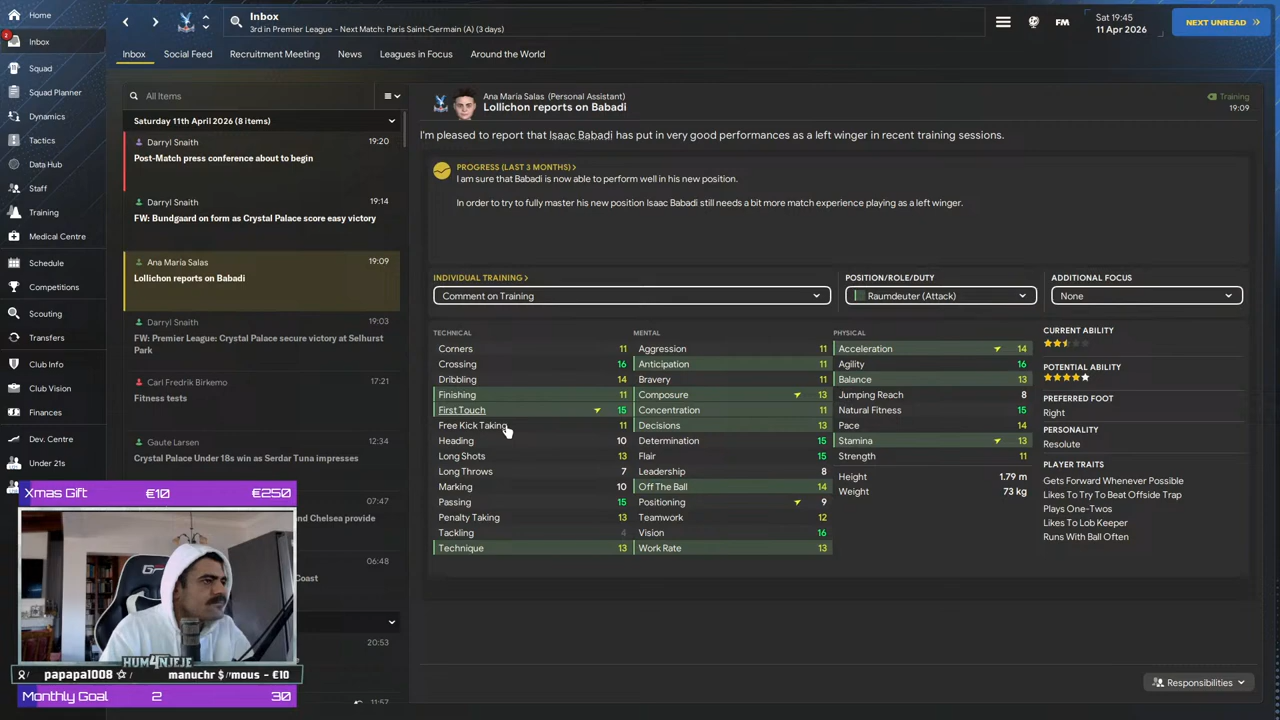 Home
Inbox
3rd in Premier League - Next Match: Paris Saint-Germain (A) (3 days)
FM
Sat 19:45
11 Apr 2026
NEXT UNREAD
2
Inbox
Squad
Squad Planner
Dynamics
Tactics
Data Hub
Staff
Training
Medical Centre
Schedule
Competitions
Scouting
Transfers
Club Info
Club Vision
Finances
Dev. Centre
Under 21s
Inbox
Social Feed
Recruitment Meeting
News
Leagues in Focus
Around the World
All Items
Saturday 11th April 2026 (8 items)
Darryl Snaith 19:20
Post-Match press conference about to begin
Darryl Snaith 19:14
FW: Bundgaard on form as Crystal Palace score easy victory
Ana María Salas 19:09
Lollichon reports on Babadi
Darryl Snaith 19:03
FW: Premier League: Crystal Palace secure victory at Selhurst
Park
Carl Fredrik Birkemo 17:21
Fitness tests
Gaute Larsen 12:34
Crystal Palace Under 18s win as Serdar Tuna impresses
07:47
and Chelsea provide
06:48
Costa
20:53
11:57
Ana María Salas (Personal Assistant)
Lollichon reports on Babadi
Training
19:09
I'm pleased to report that Isaac Babadi has put in very good performances as a left winger in recent training sessions.
PROGRESS (LAST 3 MONTHS) >
I am sure that Babadi is now able to perform well in his new position.
In order to try to fully master his new position Isaac Babadi still needs a bit more match experience playing as a left winger.
INDIVIDUAL TRAINING >
Comment on Training
POSITION/ROLE/DUTY
Raumdeuter (Attack)
ADDITIONAL FOCUS
None
TECHNICAL
Corners 11
Crossing 16
Dribbling 14
Finishing 11
First Touch 15
Free Kick Taking 11
Heading 10
Long Shots 13
Long Throws 7
Marking 10
Passing 15
Penalty Taking 13
Tackling 4
Technique 13
MENTAL
Aggression 11
Anticipation 11
Bravery 11
Composure 13
Concentration 11
Decisions 13
Determination 15
Flair 15
Leadership 8
Off The Ball 14
Positioning 9
Teamwork 12
Vision 16
Work Rate 13
PHYSICAL
Acceleration 14
Agility 16
Balance 13
Jumping Reach 8
Natural Fitness 15
Pace 14
Stamina 13
Strength 11
Height 1.79 m
Weight 73 kg
CURRENT ABILITY
POTENTIAL ABILITY
PREFERRED FOOT
Right
PERSONALITY
Resolute
PLAYER TRAITS
Gets Forward Whenever Possible
Likes To Try To Beat Offside Trap
Plays One-Twos
Likes To Lob Keeper
Runs With Ball Often
Responsibilities
Xmas Gift €10 €250
HUM4NJEJE
papapal008 manuchr $ mous - €10
Monthly Goal 2 30